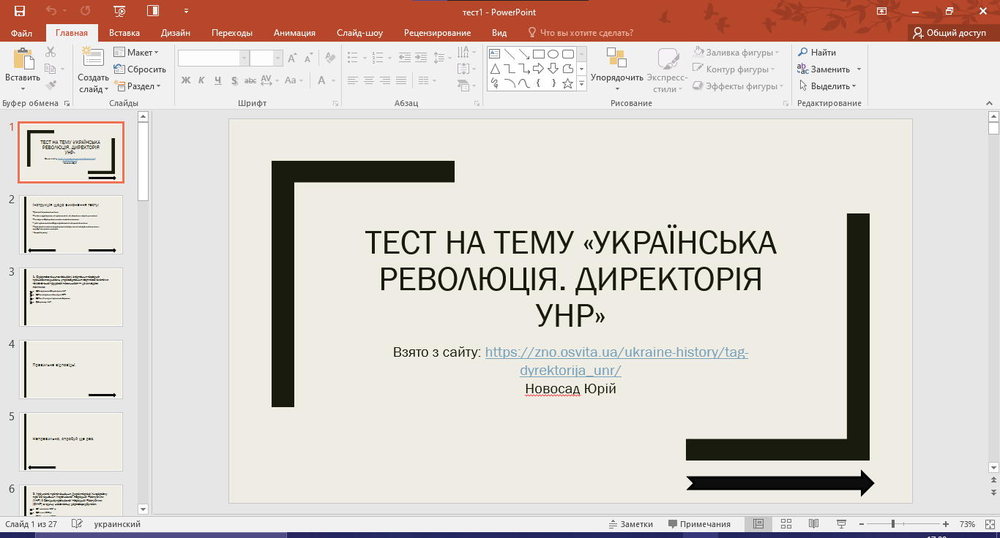 тест1 - PowerPoint
Файл Главная Вставка Дизайн Переходы Анимация Слайд-шоу Рецензирование Вид Что вы хотите сделать? Общий доступ
Вставить
Буфер обмена
Создать слайд
Макет
Сбросить
Раздел
Слайды
Ж К Ч S abc AV Aa А
Шрифт
Абзац
Упорядочить
Экспресс-стили
Заливка фигуры
Контур фигуры
Эффекты фигуры
Рисование
Найти
Заменить
Выделить
Редактирование
1
ТЕСТ НА ТЕМУ «УКРАЇНСЬКА
РЕВОЛЮЦІЯ. ДИРЕКТОРІЯ
УНР»
2
Інструкція щодо виконання тесту:
3
4
Правильна відповідь!
5
Неправильно, спробуй ще раз.
6
ТЕСТ НА ТЕМУ «УКРАЇНСЬКА
РЕВОЛЮЦІЯ. ДИРЕКТОРІЯ
УНР»
Взято з сайту: https://zno.osvita.ua/ukraine-history/tag-
dyrektorija_unr/
Новосад Юрій
Слайд 1 из 27 украинский Заметки Примечания 73%